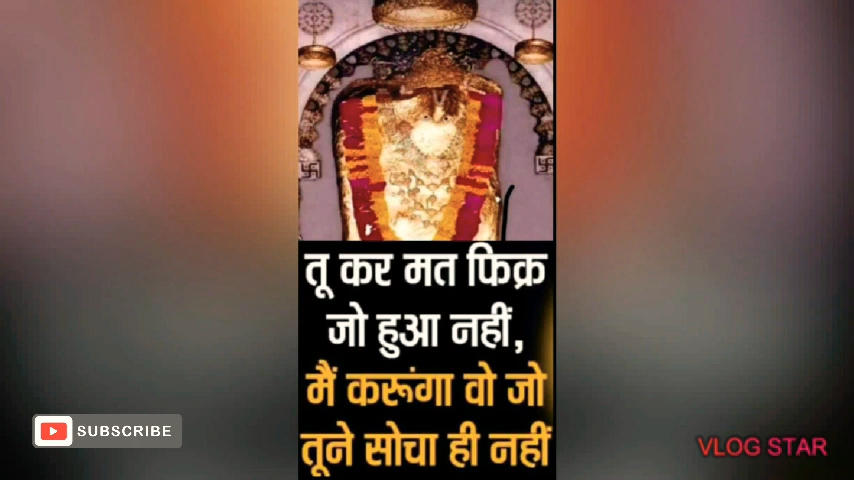 तू कर मत फिक्र
जो हुआ नहीं,
मैं करूंगा वो जो
तूने सोचा ही नहीं
SUBSCRIBE
VLOG STAR